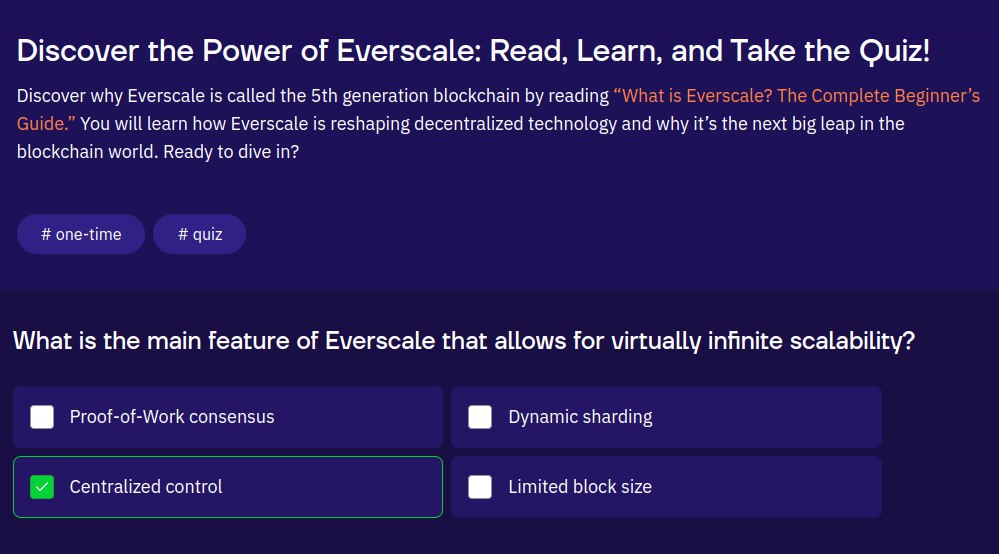 Discover the Power of Everscale: Read, Learn, and Take the Quiz!
Discover why Everscale is called the 5th generation blockchain by reading “What is Everscale? The Complete Beginner’s
Guide.” You will learn how Everscale is reshaping decentralized technology and why it’s the next big leap in the
blockchain world. Ready to dive in?
# one-time # quiz
What is the main feature of Everscale that allows for virtually infinite scalability?
Proof-of-Work consensus
Dynamic sharding
Centralized control
Limited block size